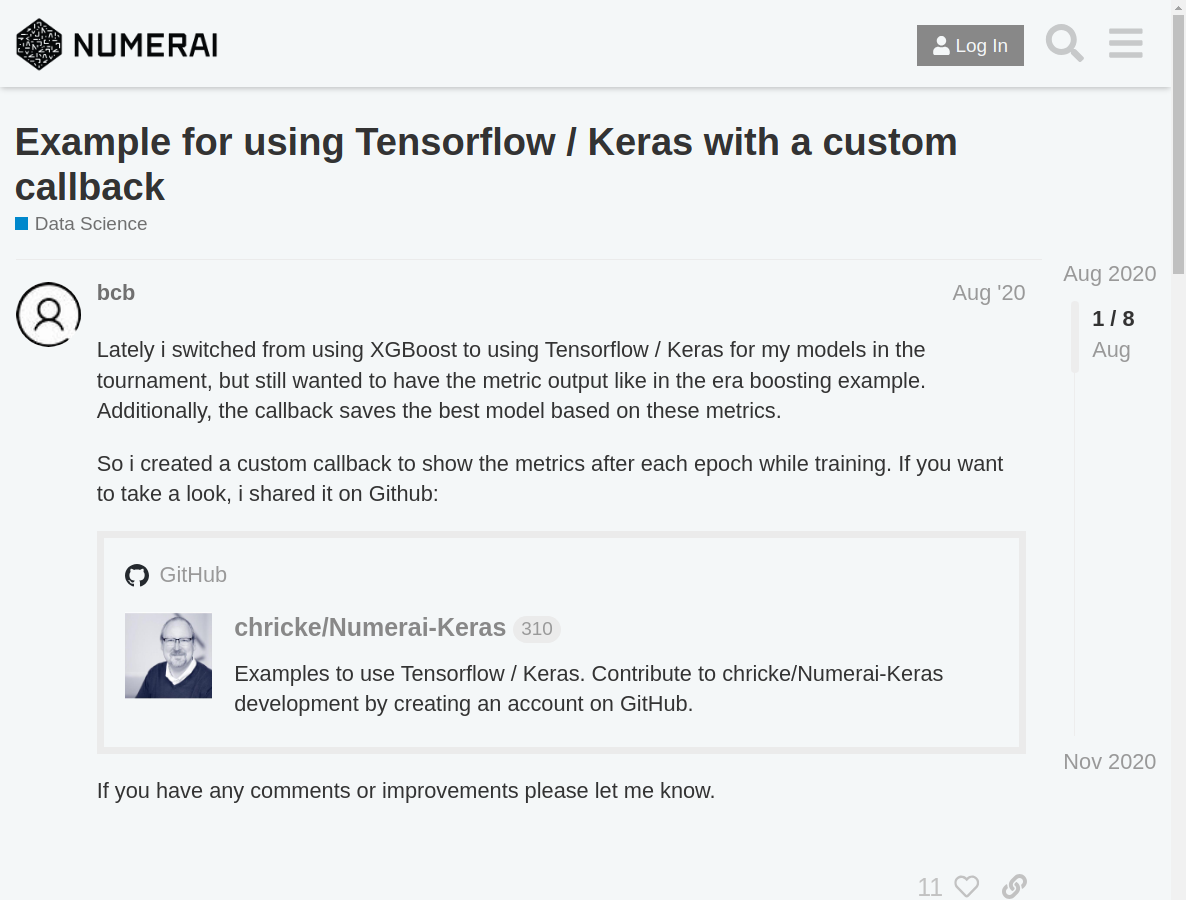 NUMERAI
Log In
Example for using Tensorflow / Keras with a custom
callback
Data Science
Aug 2020
bcb
Aug '20
1 / 8
Aug
Lately i switched from using XGBoost to using Tensorflow / Keras for my models in the
tournament, but still wanted to have the metric output like in the era boosting example.
Additionally, the callback saves the best model based on these metrics.
So i created a custom callback to show the metrics after each epoch while training. If you want
to take a look, i shared it on Github:
GitHub
chricke/Numerai-Keras 310
Examples to use Tensorflow / Keras. Contribute to chricke/Numerai-Keras
development by creating an account on GitHub.
Nov 2020
If you have any comments or improvements please let me know.
11